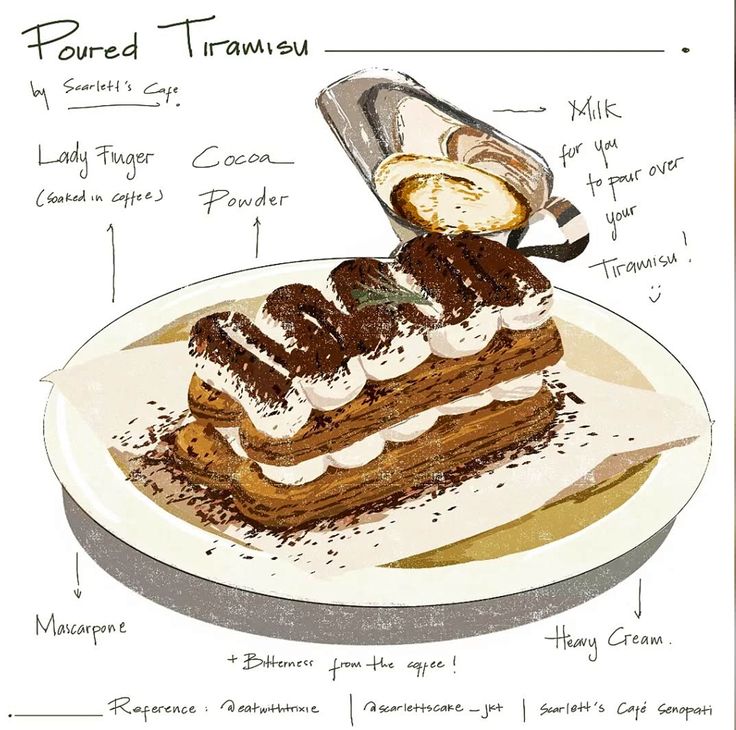 Poured Tiramisu
by Scarlett's Cafe
Lady Finger
(soaked in coffee)
Cocoa
Powder
Milk
for you
to pour over
your
Tiramisu!
Mascarpone
Heavy Cream.
+ Bitterness from the coffee!
Reference: @eatwithtrixie | @scarlettscake_jkt | Scarlett's Café Senopati